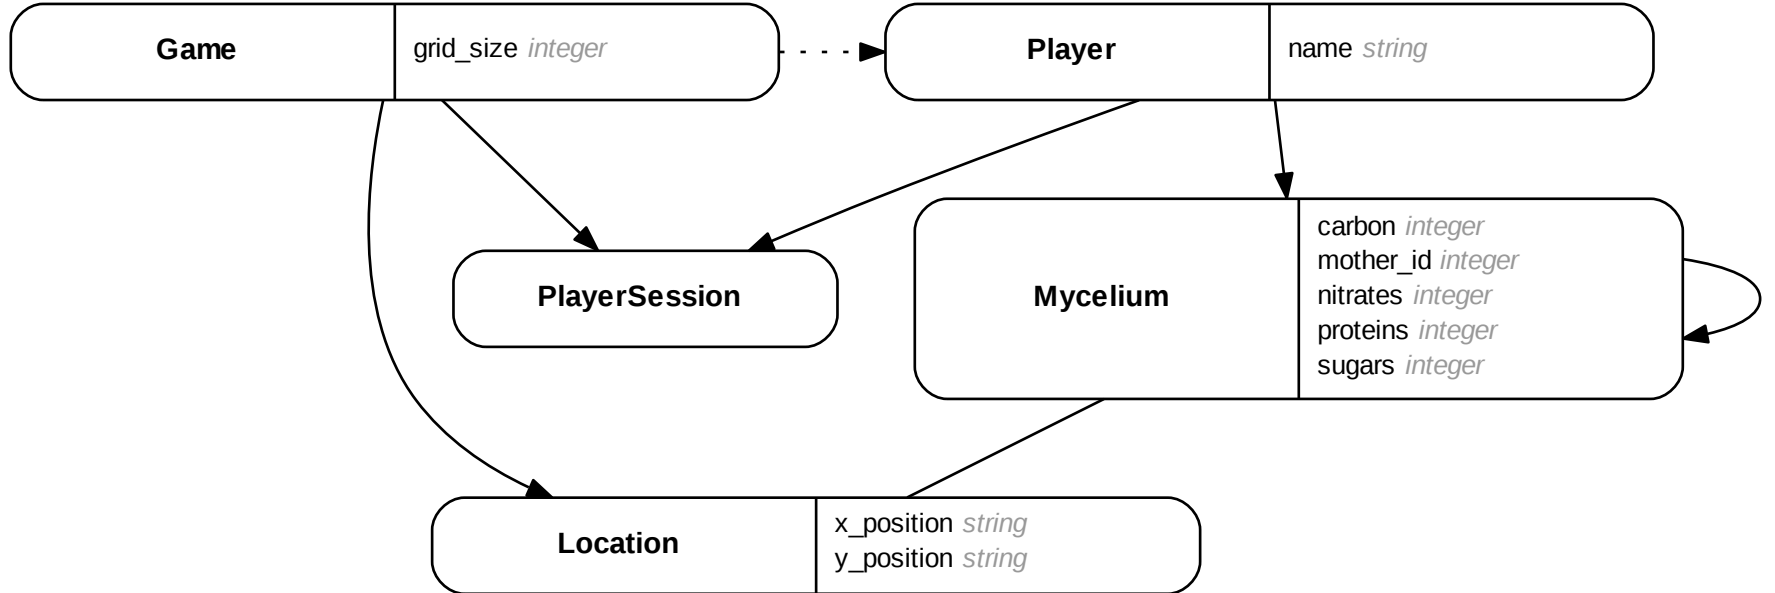 Game
grid_size integer
Player
name string
PlayerSession
Mycelium
carbon integer
mother_id integer
nitrates integer
proteins integer
sugars integer
Location
x_position string
y_position string